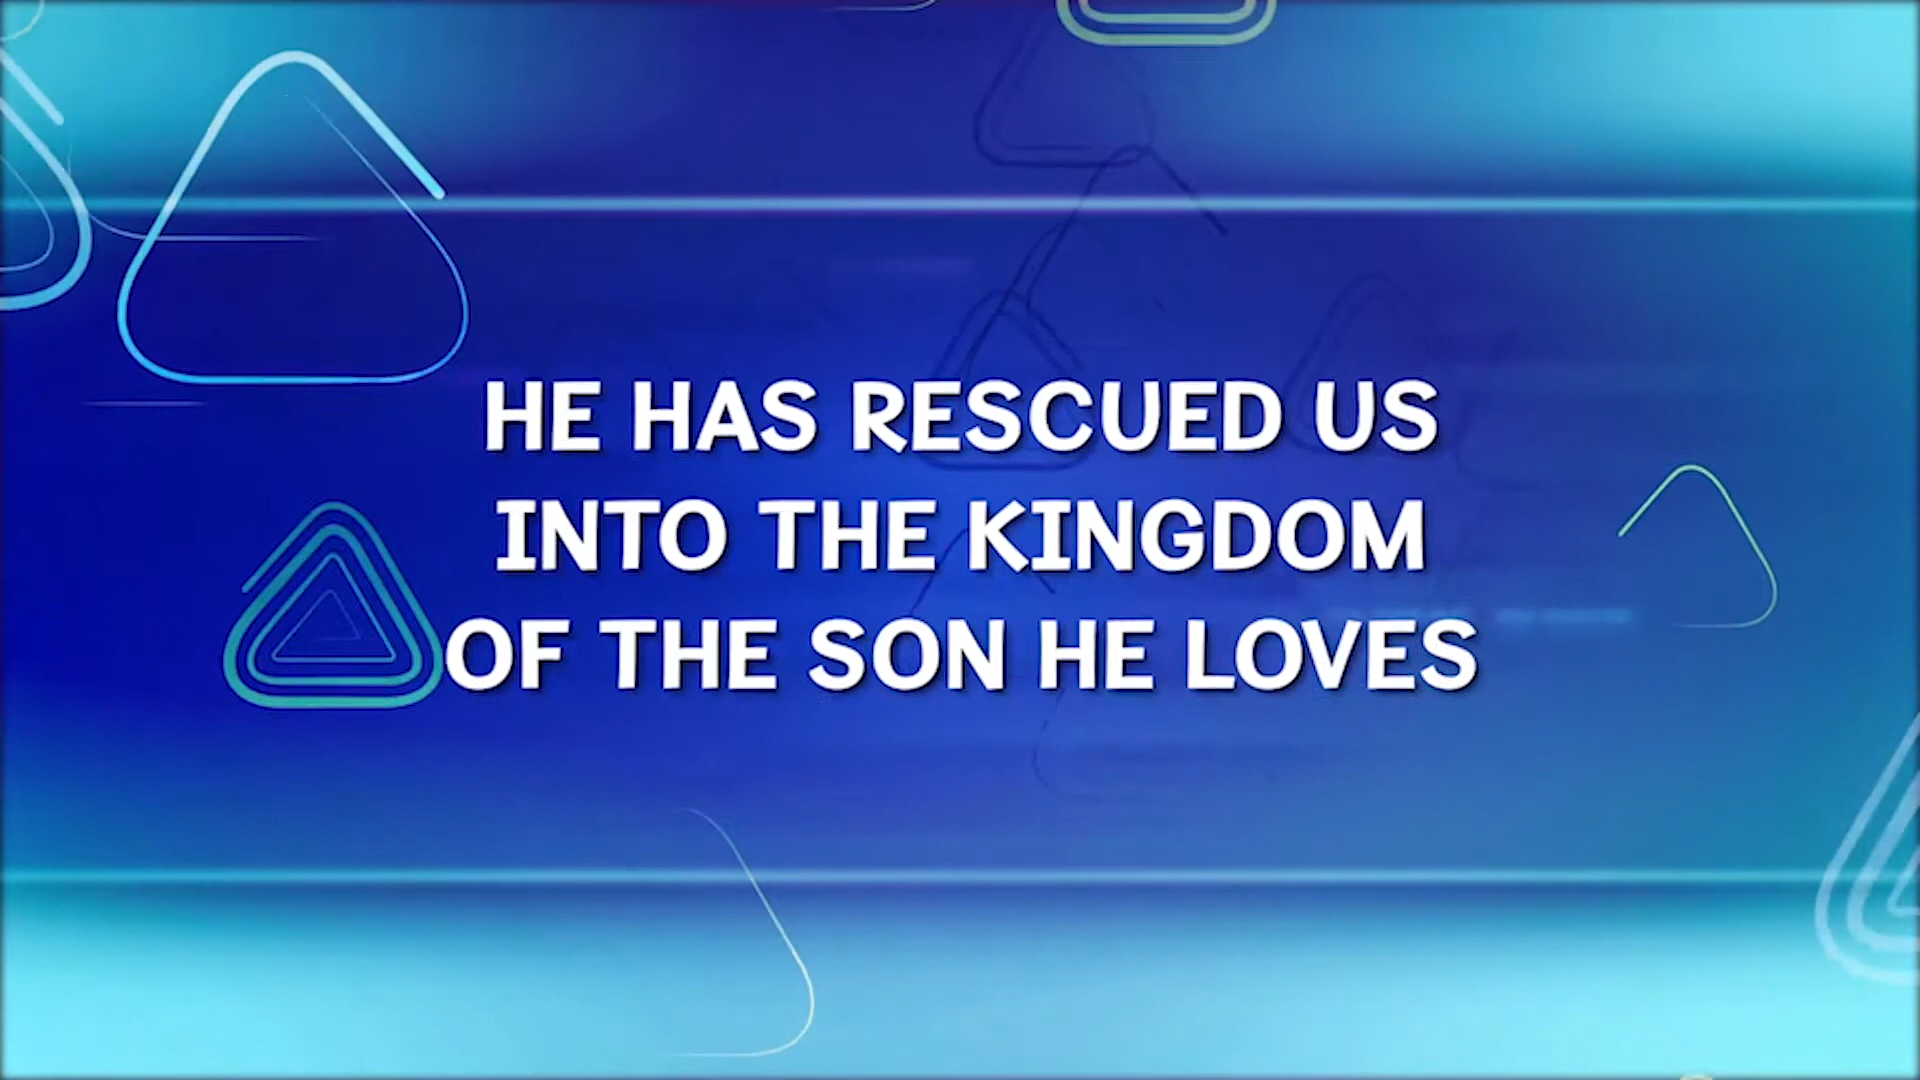 HE HAS RESCUED US
INTO THE KINGDOM
OF THE SON HE LOVES